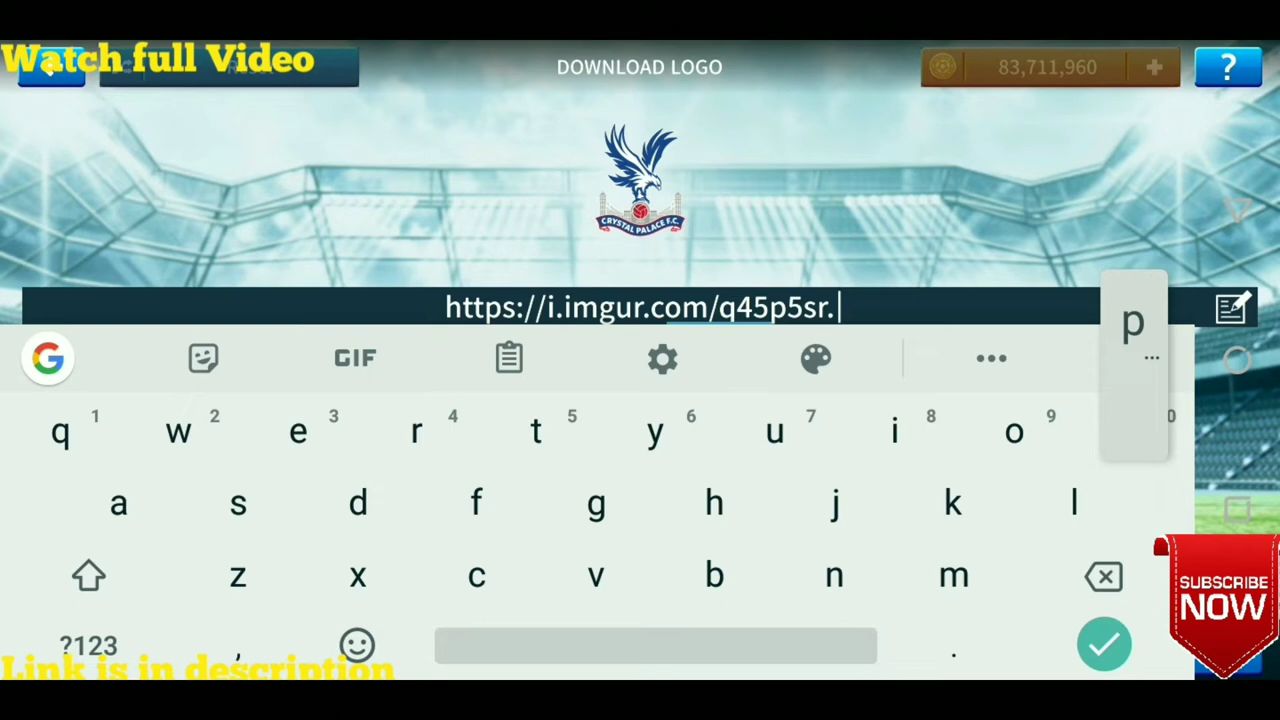 Watch full Video
DOWNLOAD LOGO
83,711,960
+
?
CRYSTAL PALACE F.C.
https://i.imgur.com/q45p5sr.
p
...
G
GIF
...
q 1 w 2 e 3 r 4 t 5 y 6 u 7 i 8 o 9 0
a s d f g h j k l
z x c v b n m
SUBSCRIBE
NOW
?123 , .
Link is in description